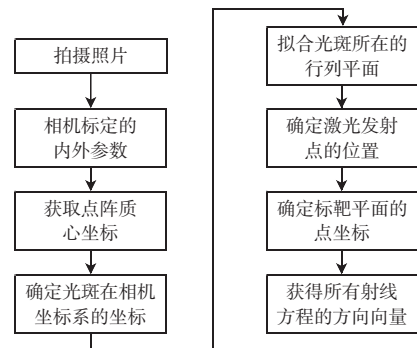 拍摄照片
相机标定的
内外参数
获取点阵质
心坐标
确定光斑在相机
坐标系的坐标
拟合光斑所在的
行列平面
确定激光发射
点的位置
确定标靶平面的
点坐标
获得所有射线
方程的方向向量